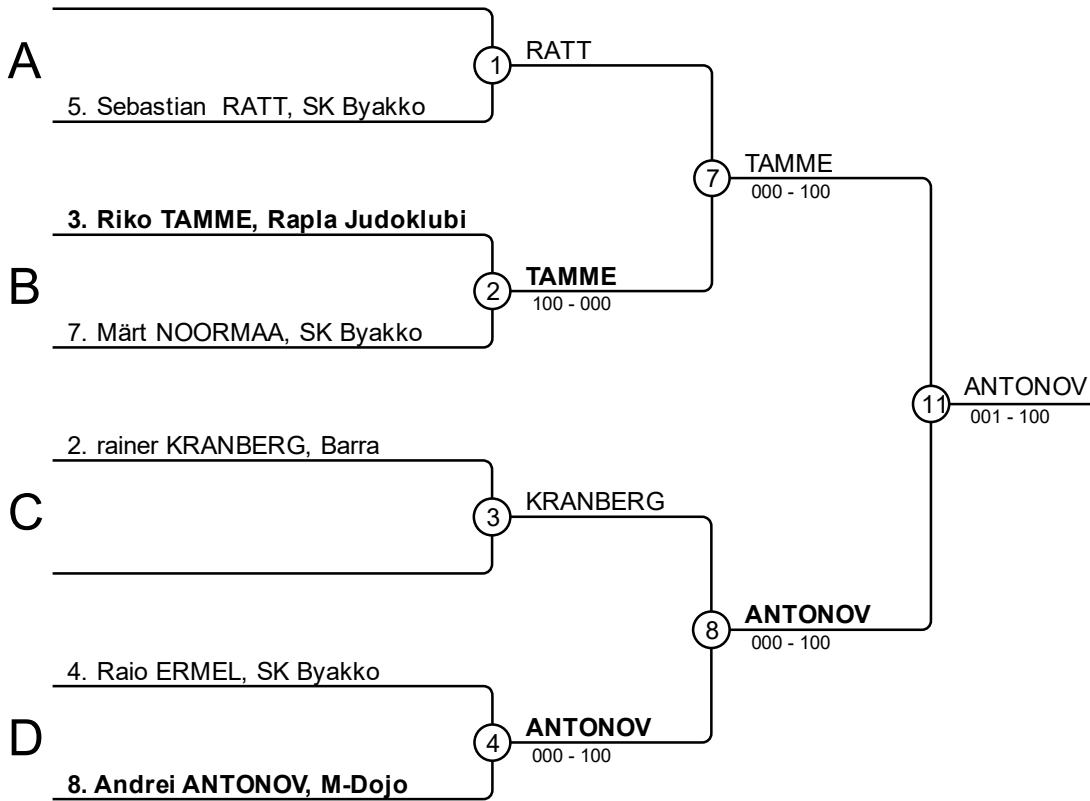 A
1
RATT
5. Sebastian RATT, SK Byakko
7
TAMME
000 - 100
3. Riko TAMME, Rapla Judoklubi
B
2
TAMME
100 - 000
7. Märt NOORMAA, SK Byakko
11
ANTONOV
001 - 100
2. rainer KRANBERG, Barra
C
3
KRANBERG
8
ANTONOV
000 - 100
4. Raio ERMEL, SK Byakko
D
4
ANTONOV
000 - 100
8. Andrei ANTONOV, M-Dojo